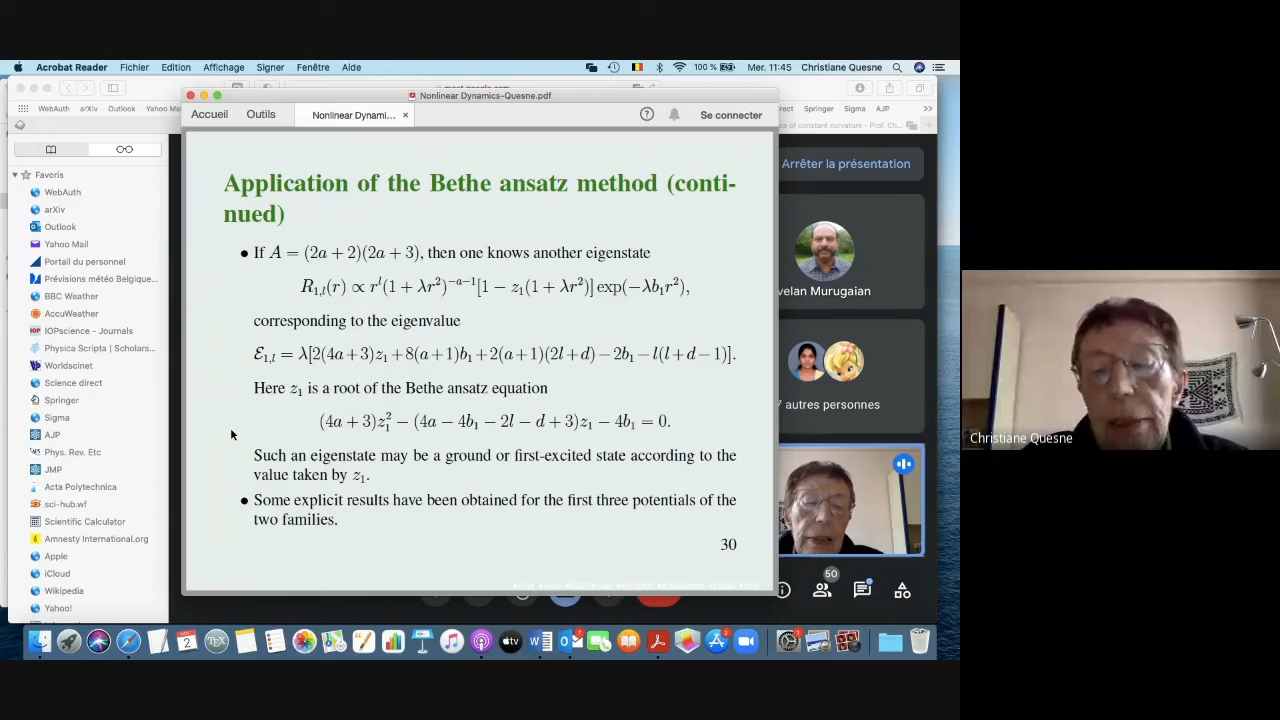 Acrobat Reader Fichier Edition Affichage Signer Fenêtre Aide 100 % Mer. 11:45 Christiane Quesne
Nonlinear Dynamics-Quesne.pdf
WebAuth arXiv Outlook Yahoo Ma
Springer Sigma AJP >>
Accueil Outils Nonlinear Dynami... × Se connecter
Favoris
WebAuth
arXiv
Outlook
Yahoo Mail
Portail du personnel
Prévisions météo Belgique...
BBC Weather
AccuWeather
IOPscience - Journals
Physica Scripta | Scholars...
Worldscinet
Science direct
Springer
Sigma
AJP
Phys. Rev. Etc
JMP
Acta Polytechnica
sci-hub.wf
Scientific Calculator
Amnesty International.org
Apple
iCloud
Wikipedia
Yahoo!
Application of the Bethe ansatz method (conti-
nued)
• If A = (2a + 2)(2a + 3), then one knows another eigenstate
R₁,ₗ(r) ∝ rˡ(1 + λr²)⁻ᵃ⁻¹[1 − z₁(1 + λr²)] exp(−λb₁r²),
corresponding to the eigenvalue
ℰ₁,ₗ = λ[2(4a+3)z₁+8(a+1)b₁+2(a+1)(2l+d)−2b₁−l(l+d−1)].
Here z₁ is a root of the Bethe ansatz equation
(4a + 3)z₁² − (4a − 4b₁ − 2l − d + 3)z₁ − 4b₁ = 0.
Such an eigenstate may be a ground or first-excited state according to the
value taken by z₁.
• Some explicit results have been obtained for the first three potentials of the
two families.
30
Arrêter la présentation
velan Murugaian
7 autres personnes
50
Christiane Quesne